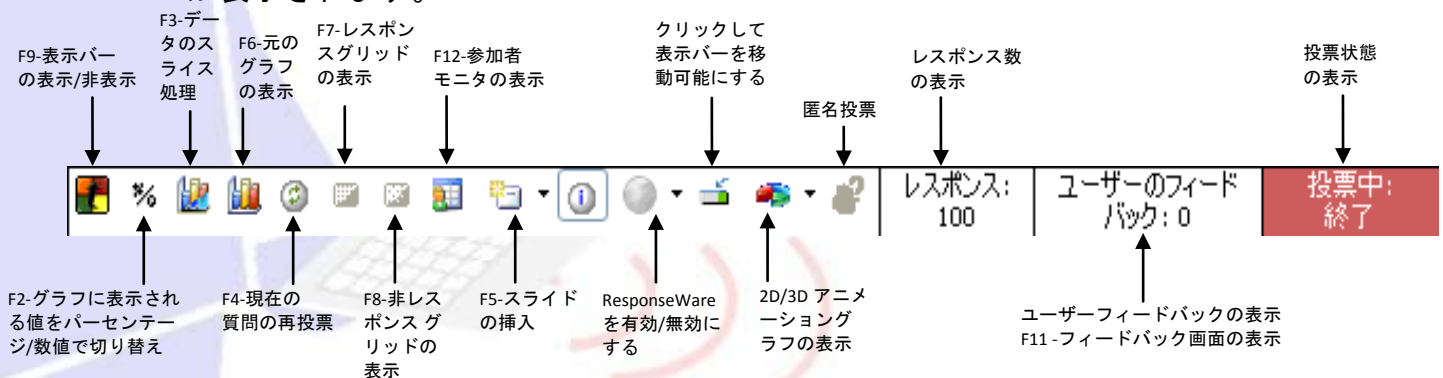 が表示されます。
F9-表示バー
の表示/非表示
F3-デー
タのス
ライス
処理
F6-元の
グラフ
の表示
F7-レスポン
スグリッド
の表示
F12-参加者
モニタの表示
クリックして
表示バーを移
動可能にする
匿名投票
レスポンス数
の表示
投票状態
の表示
レスポンス:
100
ユーザーのフィード
バック: 0
投票中:
終了
F2-グラフに表示され
る値をパーセンテー
ジ/数値で切り替え
F4-現在の
質問の再投票
F8-非レス
ポンス グ
リッドの
表示
F5-スライド
の挿入
ResponseWare
を有効/無効に
する
2D/3D アニメ
ーショング
ラフの表示
ユーザーフィードバックの表示
F11 -フィードバック画面の表示